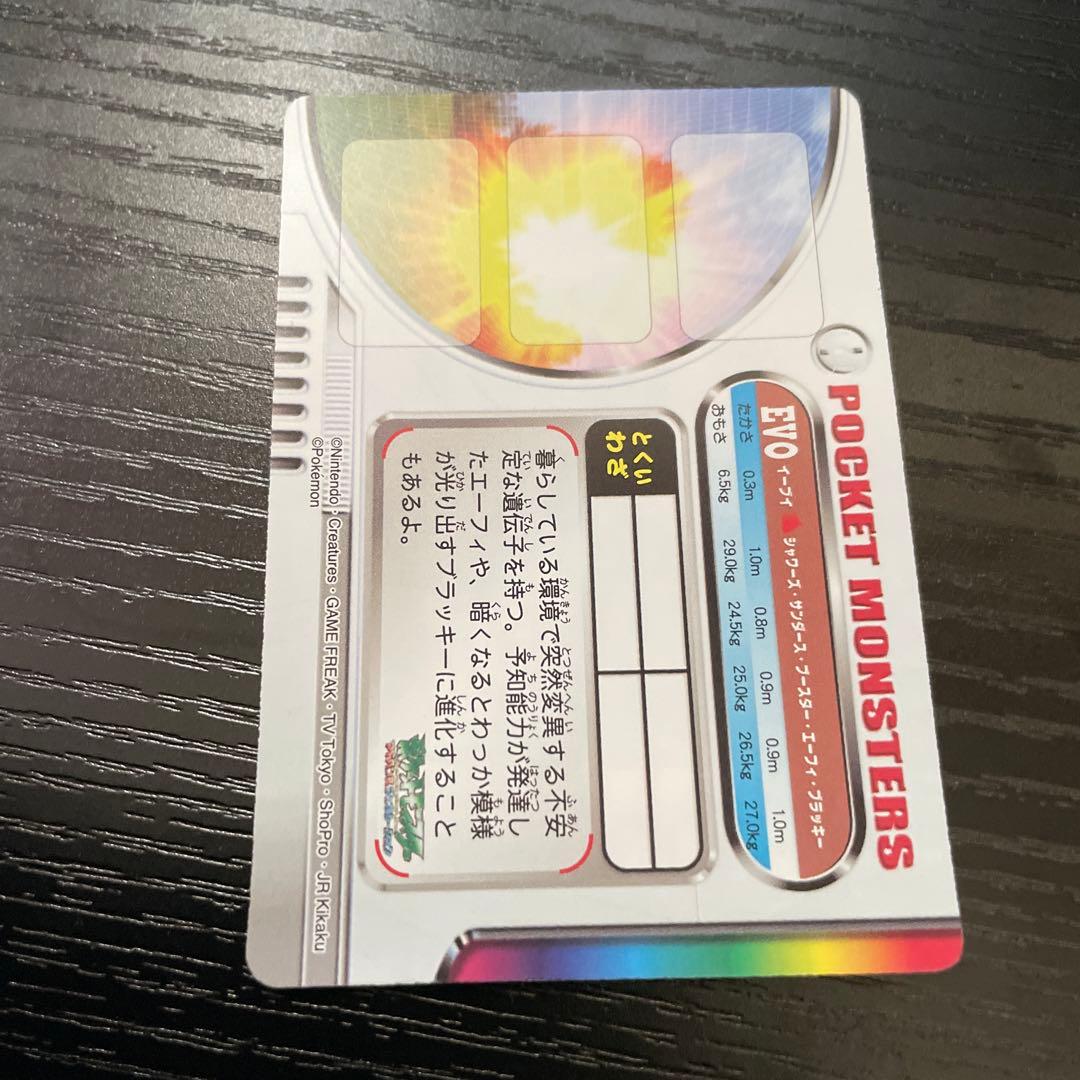 POCKET MONSTERS
EVO イーブイ シャワーズ・サンダース・ブースター・エーフィ・ブラッキー
たかさ 0.3m 1.0m 0.8m 0.9m 0.9m 1.0m
おもさ 6.5kg 29.0kg 24.5kg 25.0kg 26.5kg 27.0kg
とくい
わざ
暮らしている環境で突然変異する不安
定な遺伝子を持つ。予知能力が発達し
たエーフィや、暗くなるとわっか模様
が光り出すブラッキーに進化すること
もあるよ。
©Nintendo・Creatures・GAME FREAK・TV Tokyo・ShoPro・JR Kikaku
©Pokémon